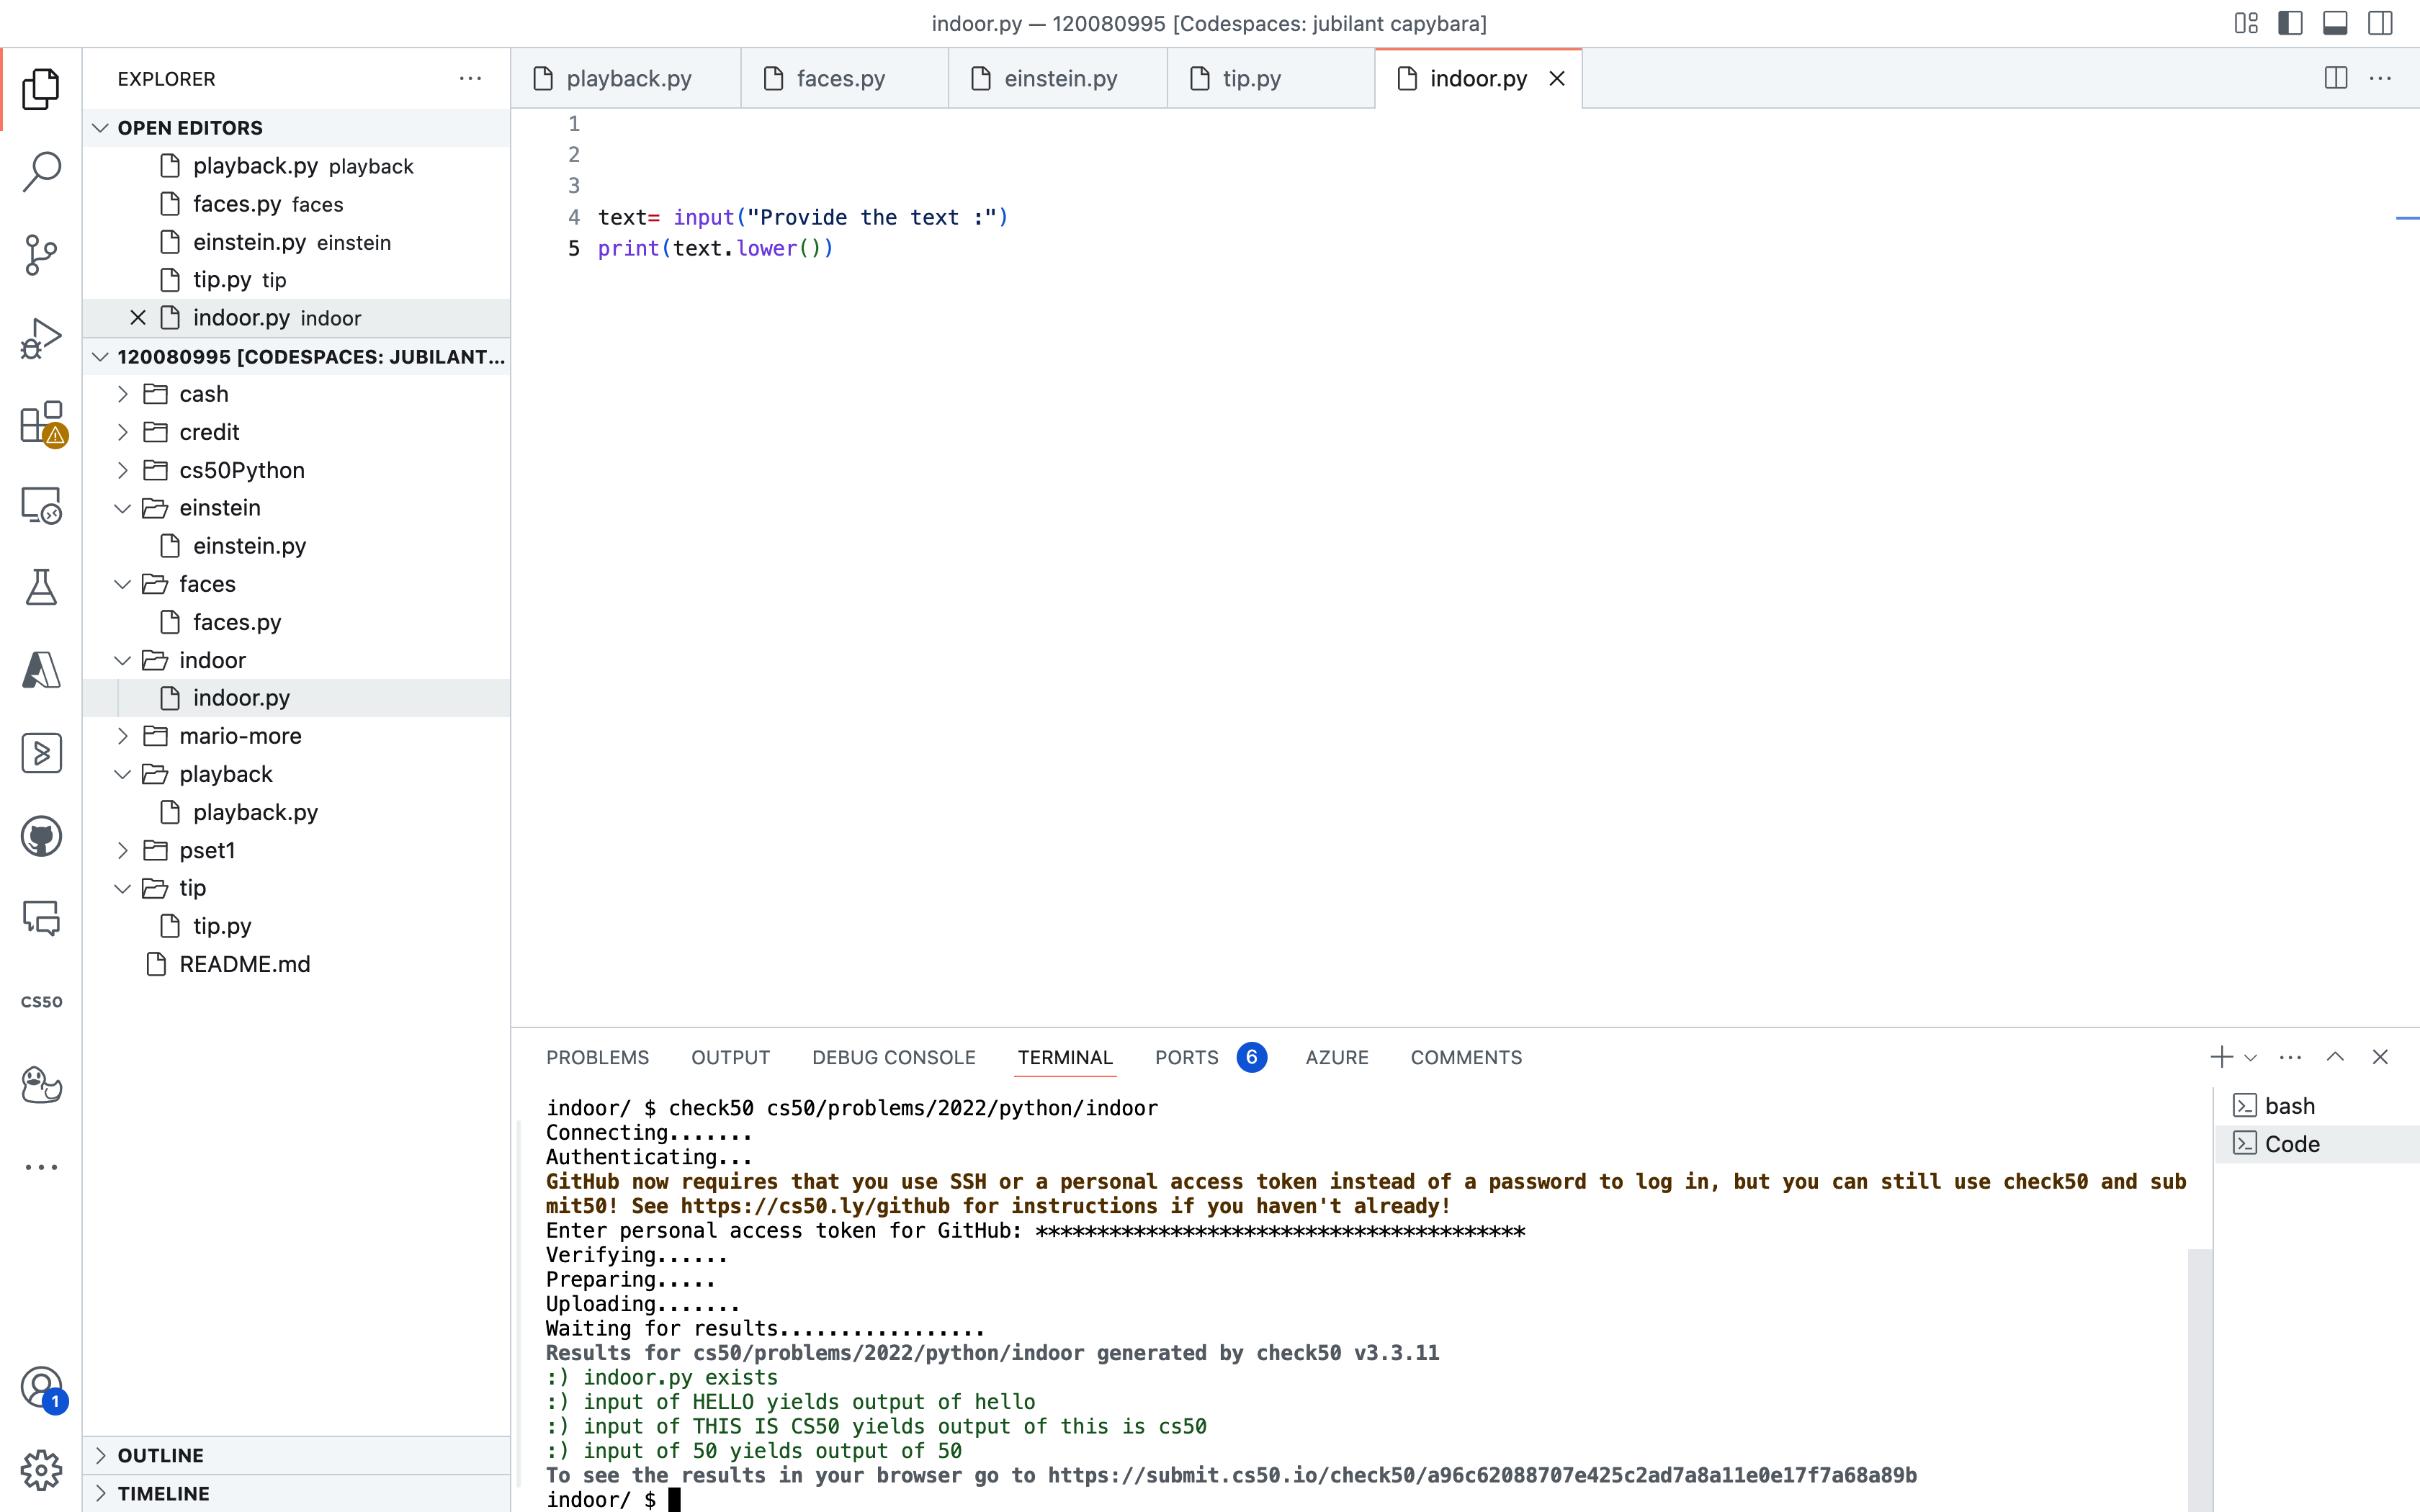 indoor.py — 120080995 [Codespaces: jubilant capybara]
EXPLORER
OPEN EDITORS
playback.py playback
faces.py faces
einstein.py einstein
tip.py tip
indoor.py indoor
120080995 [CODESPACES: JUBILANT...
cash
credit
cs50Python
einstein
einstein.py
faces
faces.py
indoor
indoor.py
mario-more
playback
playback.py
pset1
tip
tip.py
README.md
OUTLINE
TIMELINE
CS50
1
playback.py
faces.py
einstein.py
tip.py
indoor.py
1
2
3
4 text= input("Provide the text :")
5 print(text.lower())
PROBLEMS OUTPUT DEBUG CONSOLE TERMINAL PORTS 6 AZURE COMMENTS
indoor/ $ check50 cs50/problems/2022/python/indoor
Connecting.......
Authenticating...
GitHub now requires that you use SSH or a personal access token instead of a password to log in, but you can still use check50 and sub
mit50! See https://cs50.ly/github for instructions if you haven't already!
Enter personal access token for GitHub: ****************************************
Verifying......
Preparing.....
Uploading.......
Waiting for results.................
Results for cs50/problems/2022/python/indoor generated by check50 v3.3.11
:) indoor.py exists
:) input of HELLO yields output of hello
:) input of THIS IS CS50 yields output of this is cs50
:) input of 50 yields output of 50
To see the results in your browser go to https://submit.cs50.io/check50/a96c62088707e425c2ad7a8a11e0e17f7a68a89b
indoor/ $
bash
Code